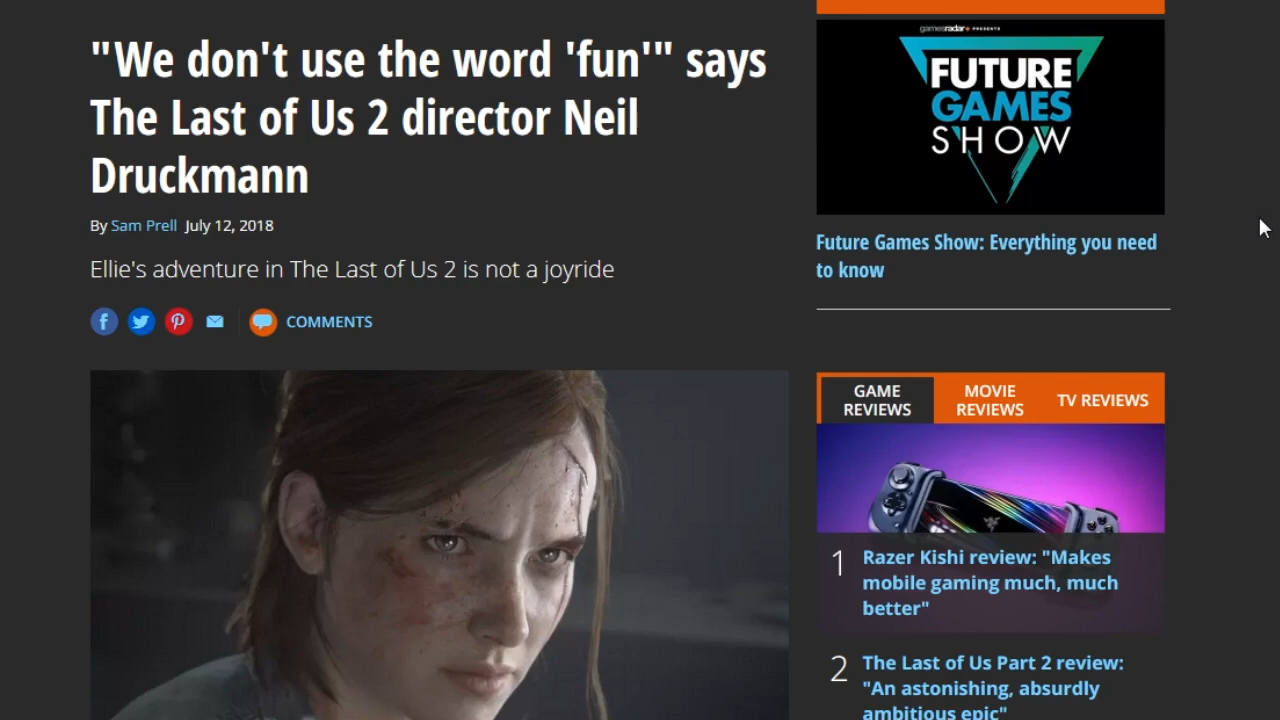 "We don't use the word 'fun'" says
The Last of Us 2 director Neil
Druckmann
By Sam Prell July 12, 2018
Ellie's adventure in The Last of Us 2 is not a joyride
COMMENTS
gamesradar+ PRESENTS
FUTURE
GAMES
SHOW
Future Games Show: Everything you need
to know
GAME
REVIEWS
MOVIE
REVIEWS
TV REVIEWS
1
Razer Kishi review: "Makes
mobile gaming much, much
better"
2
The Last of Us Part 2 review:
"An astonishing, absurdly
ambitious epic"